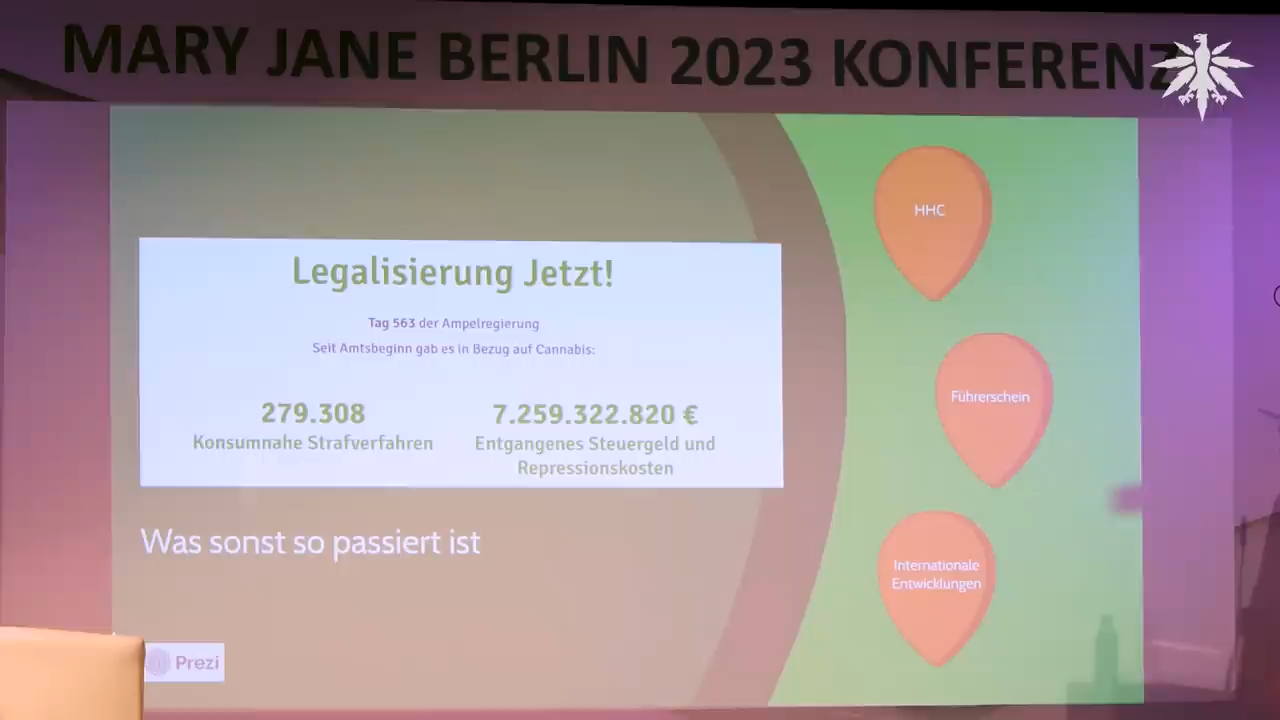 MARY JANE BERLIN 2023 KONFERENZ
Legalisierung Jetzt!
Tag 563 der Ampelregierung
Seit Amtsbeginn gab es in Bezug auf Cannabis:
279.308
Konsumnahe Strafverfahren
7.259.322.820 €
Entgangenes Steuergeld und
Repressionskosten
Was sonst so passiert ist
HHC
Führerschein
Internationale
Entwicklungen
Prezi